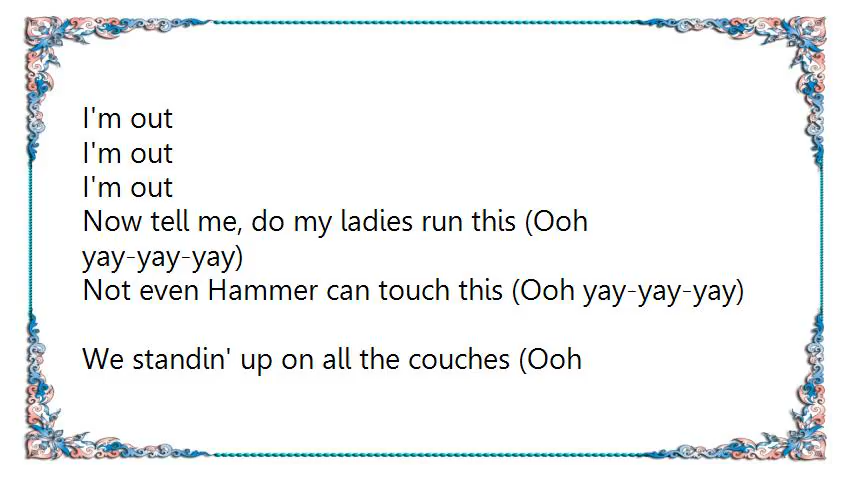 I'm out
I'm out
I'm out
Now tell me, do my ladies run this (Ooh
yay-yay-yay)
Not even Hammer can touch this (Ooh yay-yay-yay)
We standin' up on all the couches (Ooh